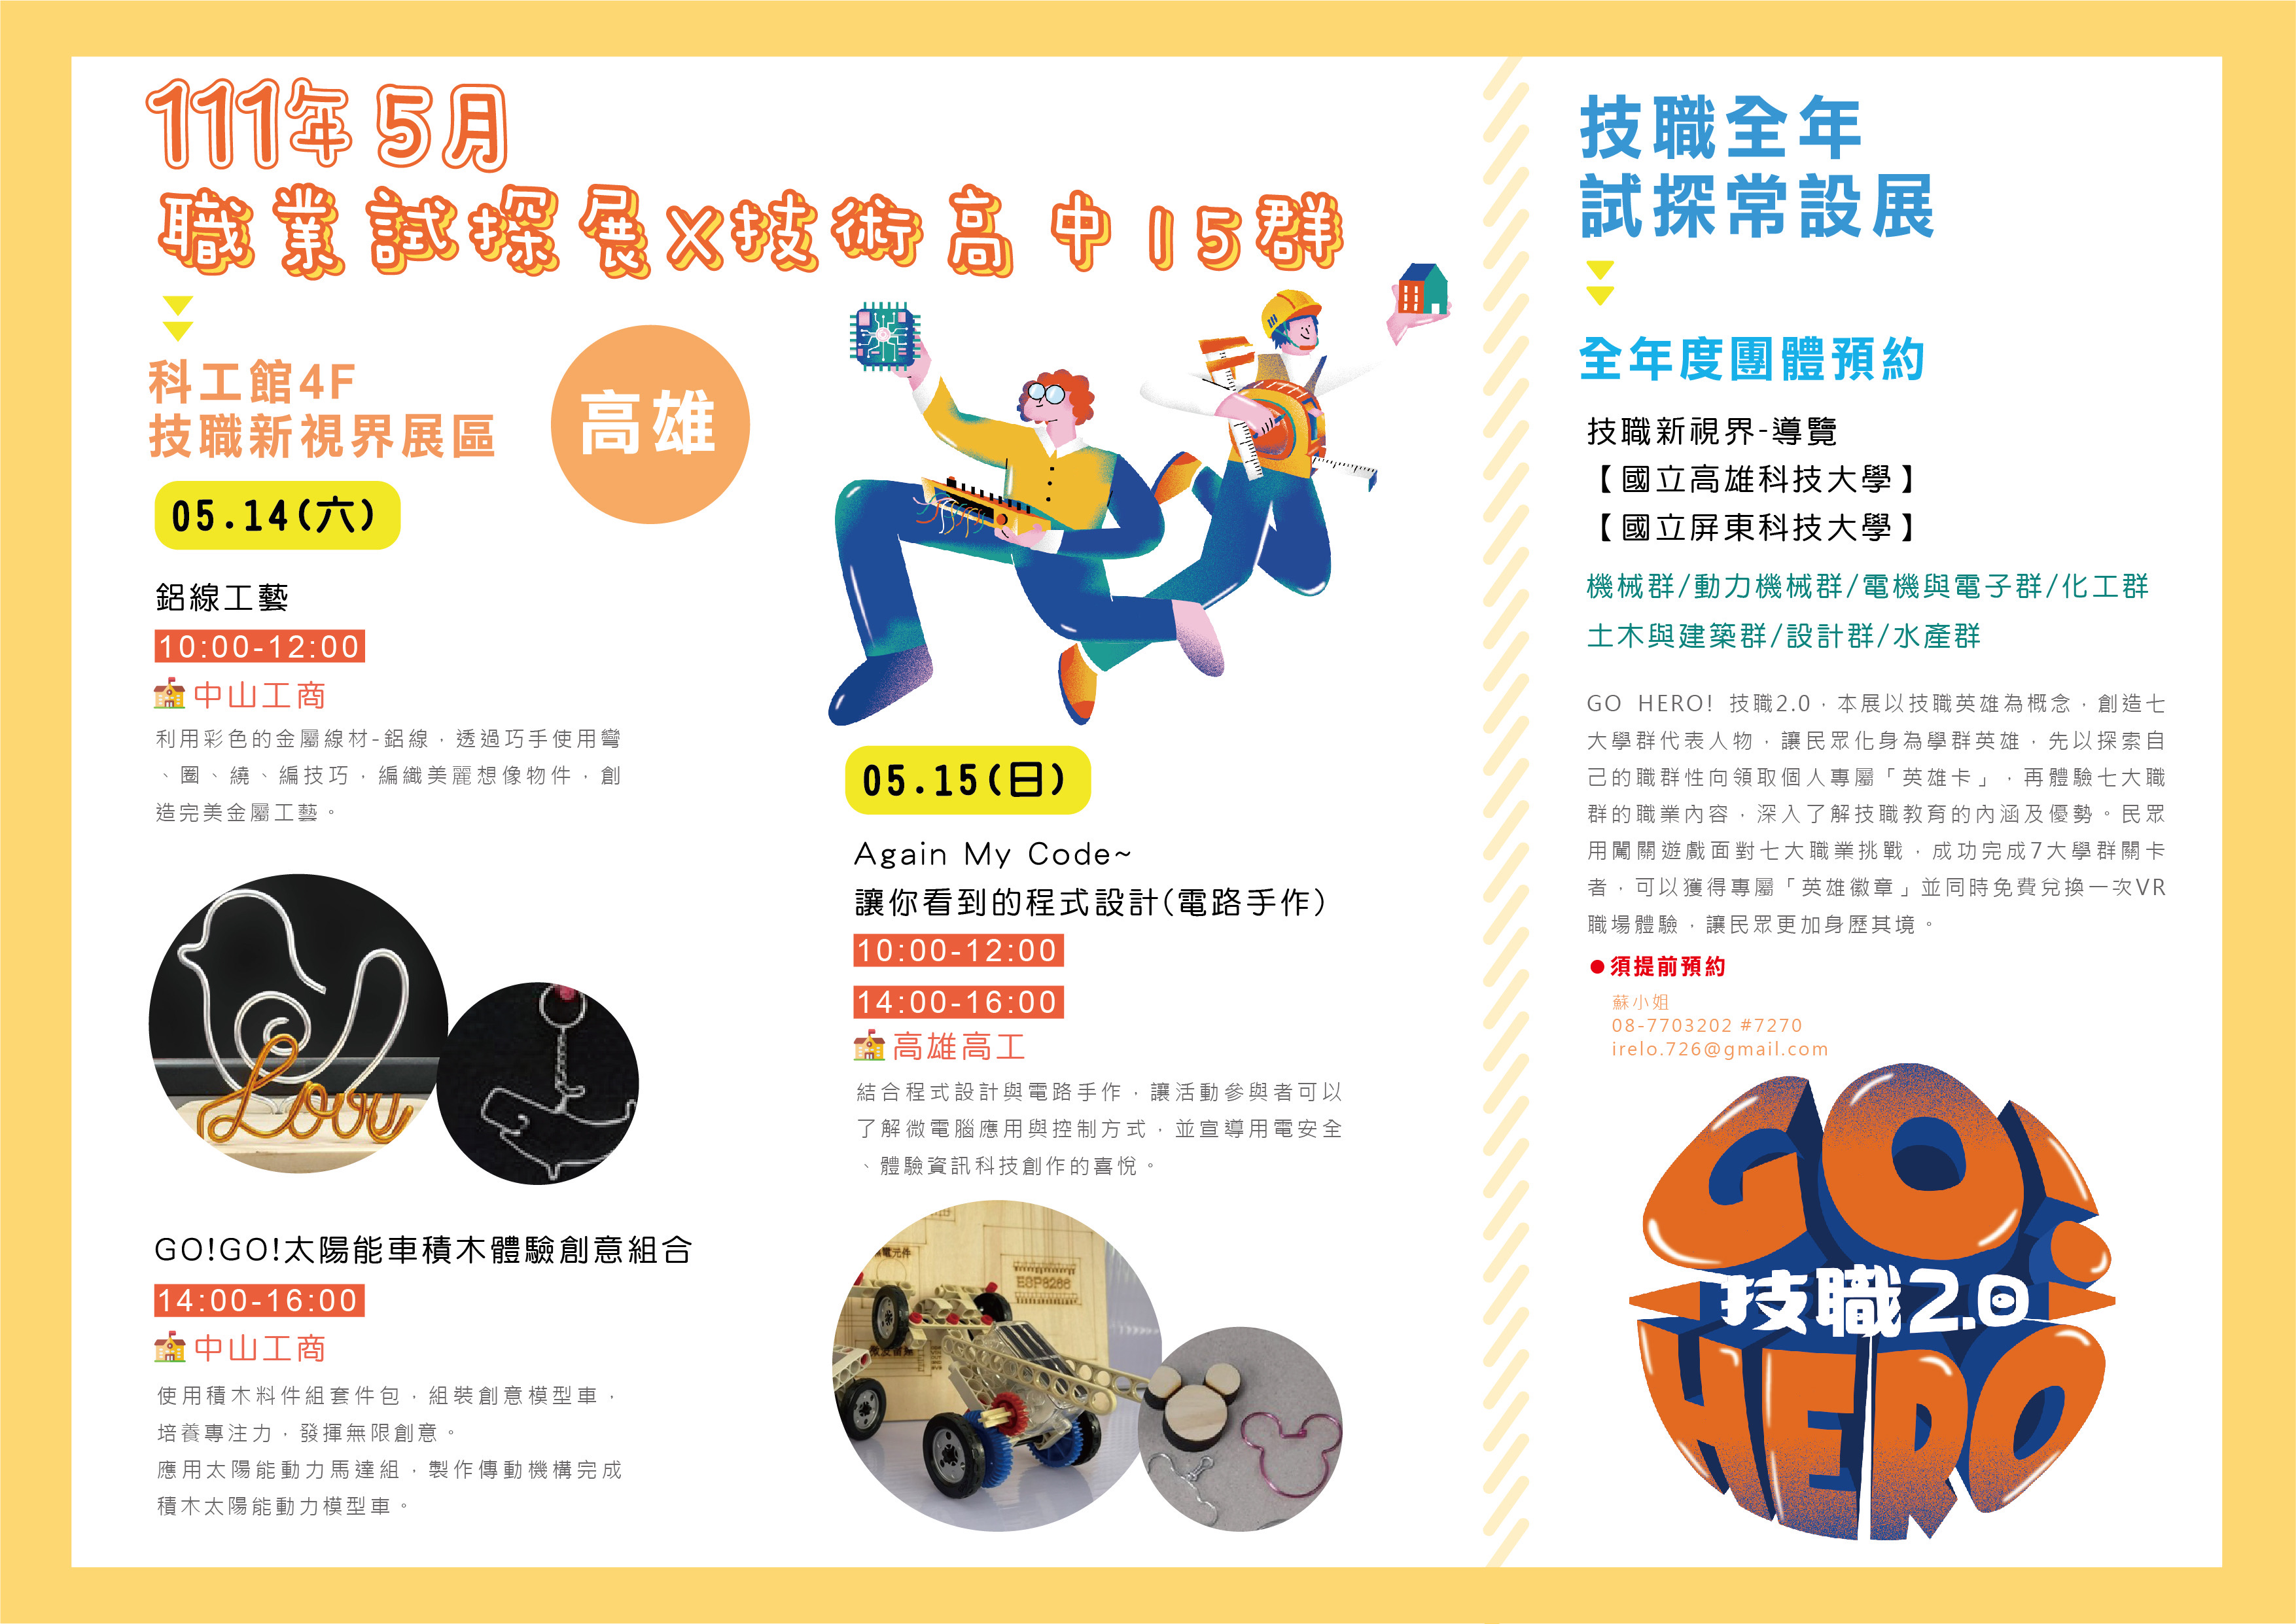 111年5月
職業試探展X技術高中15群
科工館4F
技職新視界展區
高雄
05.14(六)
鋁線工藝
10:00-12:00
中山工商
利用彩色的金屬線材-鋁線，透過巧手使用彎
、圈、繞、編技巧，編織美麗想像物件，創
造完美金屬工藝。
Love
GO!GO!太陽能車積木體驗創意組合
14:00-16:00
中山工商
使用積木料件組套件包，組裝創意模型車，
培養專注力，發揮無限創意。
應用太陽能動力馬達組，製作傳動機構完成
積木太陽能動力模型車。
05.15(日)
Again My Code~
讓你看到的程式設計(電路手作)
10:00-12:00
14:00-16:00
高雄高工
結合程式設計與電路手作，讓活動參與者可以
了解微電腦應用與控制方式，並宣導用電安全
、體驗資訊科技創作的喜悅。
電元件
ESP8266
技職全年
試探常設展
全年度團體預約
技職新視界-導覽
【國立高雄科技大學】
【國立屏東科技大學】
機械群/動力機械群/電機與電子群/化工群
土木與建築群/設計群/水產群
GO HERO! 技職2.0，本展以技職英雄為概念，創造七
大學群代表人物，讓民眾化身為學群英雄，先以探索自
己的職群性向領取個人專屬「英雄卡」，再體驗七大職
群的職業內容，深入了解技職教育的內涵及優勢。民眾
用闖關遊戲面對七大職業挑戰，成功完成7大學群關卡
者，可以獲得專屬「英雄徽章」並同時免費兌換一次VR
職場體驗，讓民眾更加身歷其境。
●須提前預約
蘇小姐
08-7703202 #7270
irelo.726@gmail.com
GO!
技職2.0
HERO